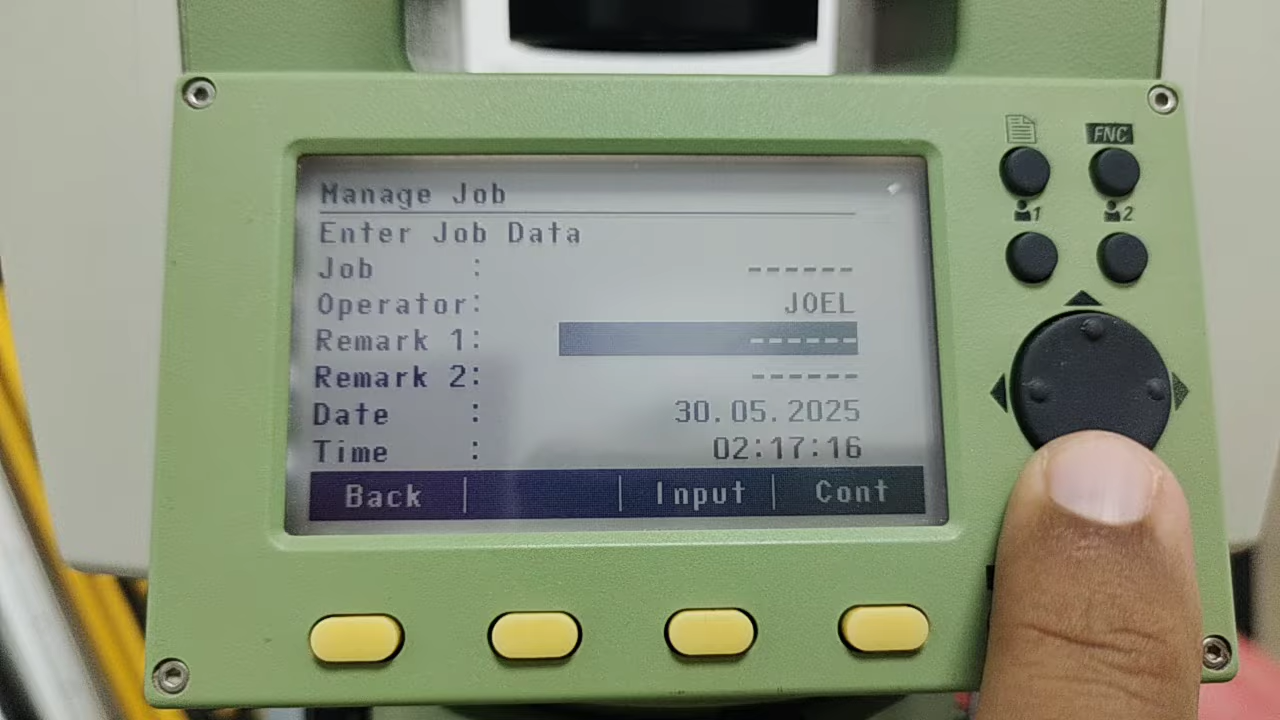 Manage Job
Enter Job Data
Job : ------
Operator: JOEL
Remark 1: ------
Remark 2: ------
Date : 30.05.2025
Time : 02:17:16
Back | | Input | Cont
FNC
1
2